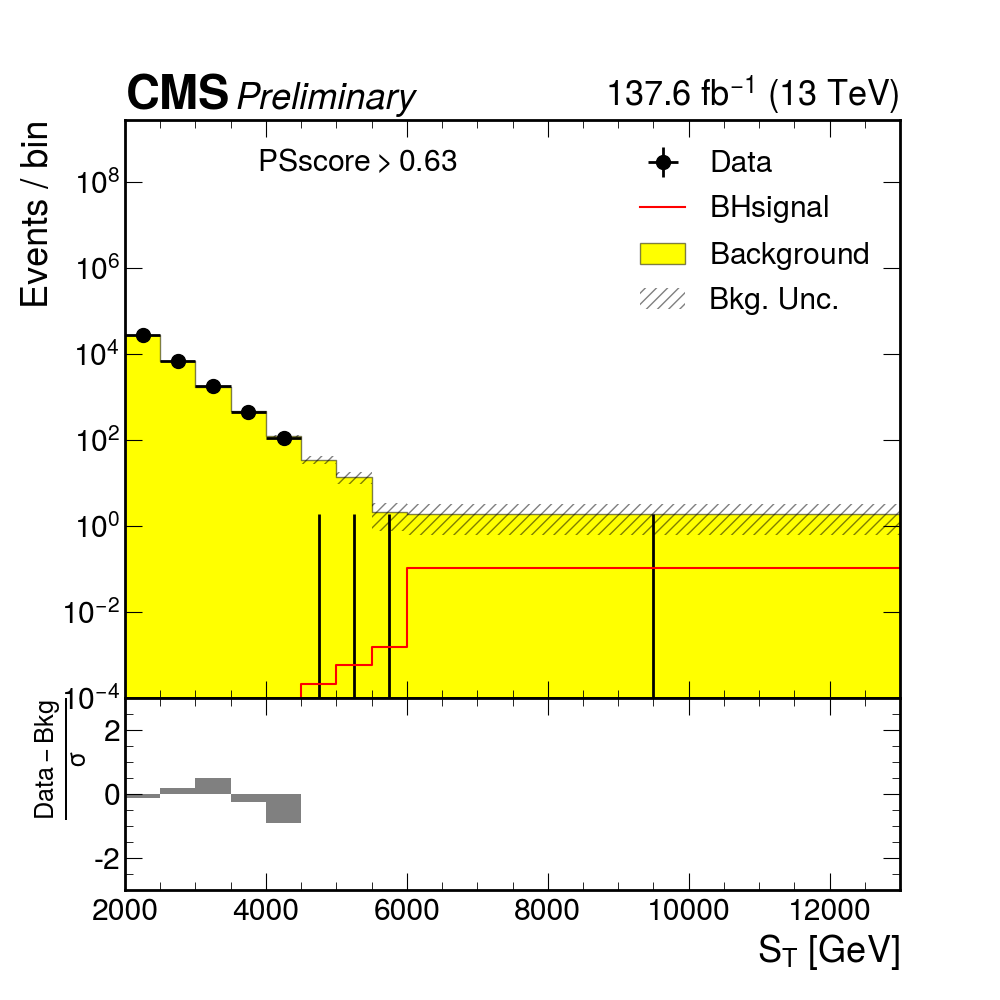 CMS Preliminary 137.6 fb⁻¹ (13 TeV)
Events / bin
PSscore > 0.63
Data
BHsignal
Background
Bkg. Unc.
10⁸
10⁶
10⁴
10²
10⁰
10⁻²
10⁻⁴
Data − Bkg
σ
2
0
-2
2000 4000 6000 8000 10000 12000
S_T [GeV]